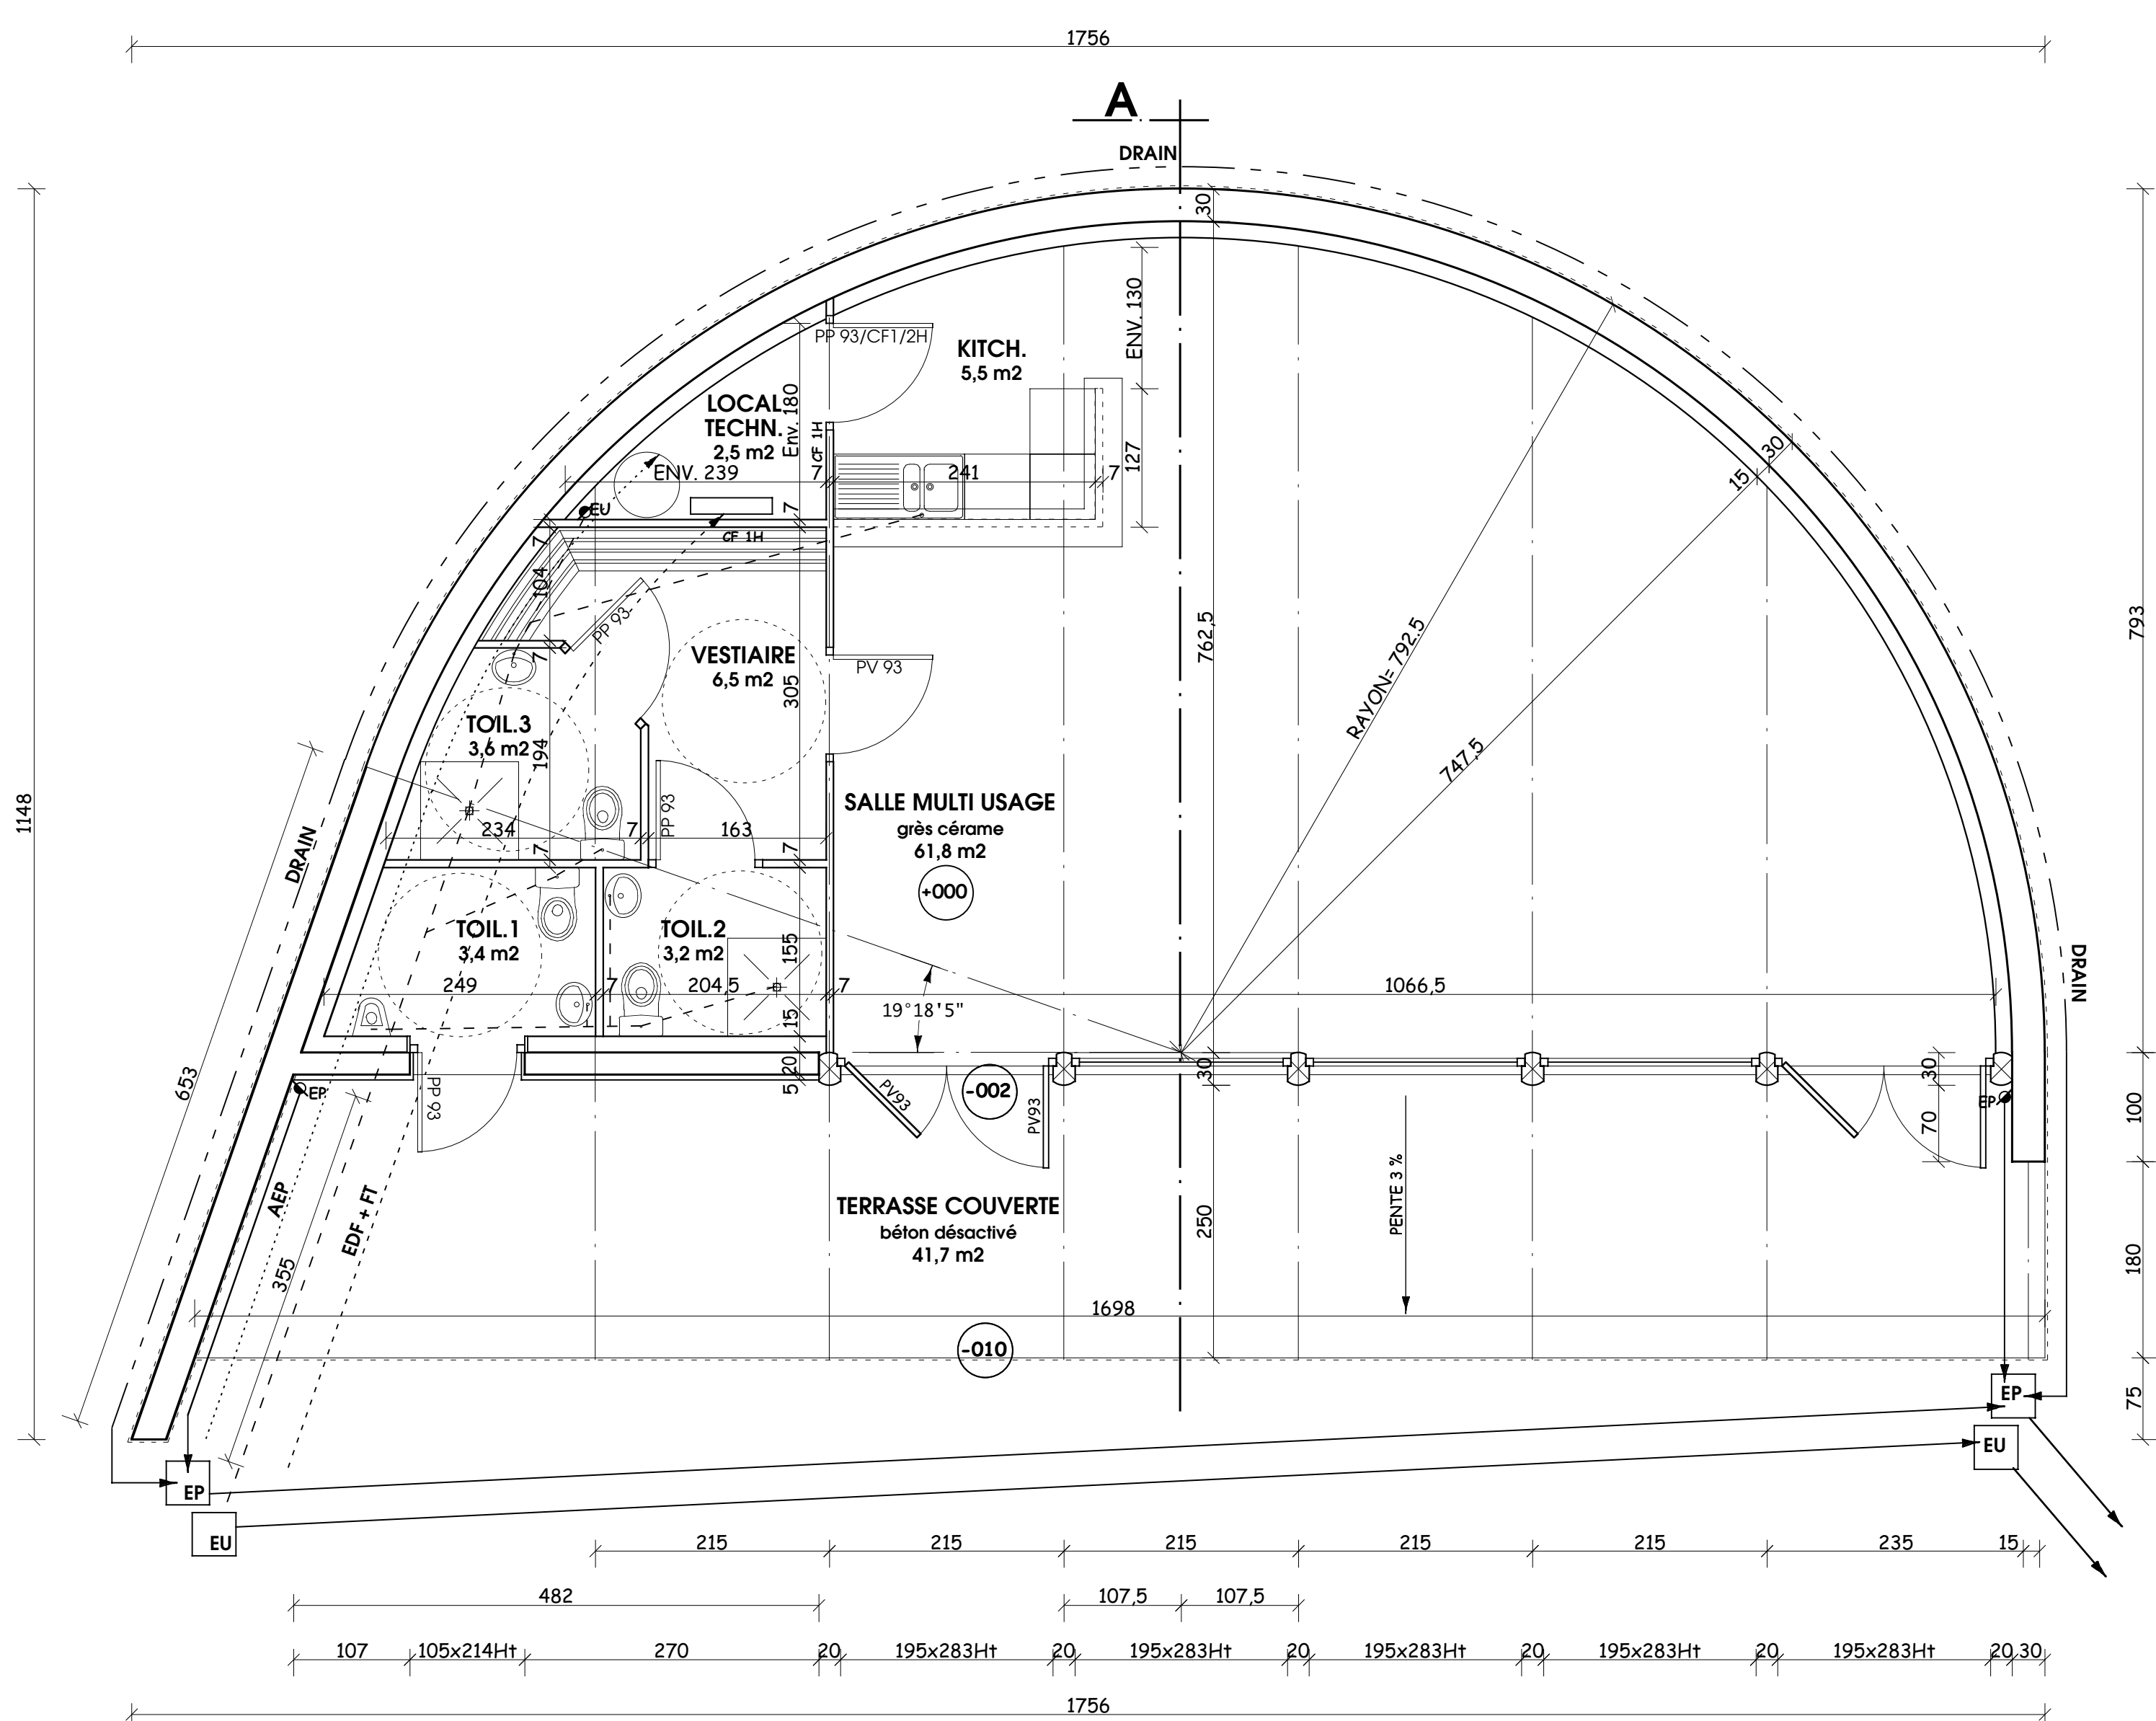 1756
A
DRAIN
30
PP 93/CF1/2H
KITCH.
5,5 m2
ENV. 130
LOCAL
TECHN.
2,5 m2
Env. 180
CF 1H
ENV. 239
7
241
7
127
30
15
EU
7
CF 1H
7
104
PP 93
7
VESTIAIRE
6,5 m2
305
PV 93
762,5
RAYON= 792.5
747,5
793
TOIL.3
3,6 m2
194
234
7
PP 93
163
7
7
SALLE MULTI USAGE
grès cérame
61,8 m2
+000
1148
DRAIN
TOIL.1
3,4 m2
TOIL.2
3,2 m2
155
249
7
204,5
7
1066,5
15
19°18'5"
DRAIN
653
EP
PP 93
20
5
PV93
-002
PV93
30
30
EP
70
100
AEP
EDF + FT
355
TERRASSE COUVERTE
béton désactivé
41,7 m2
250
PENTE 3 %
180
1698
-010
75
EP
EU
EP
EU
215
215
215
215
215
235
15
482
107,5
107,5
107
105x214Ht
270
20
195x283Ht
20
195x283Ht
20
195x283Ht
20
195x283Ht
20
195x283Ht
20
30
1756